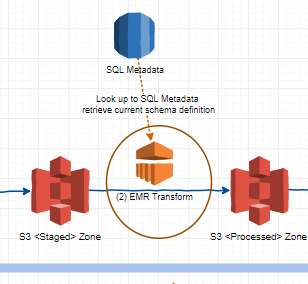 SQL Metadata
Look up to SQL Metadata
retrieve current schema definition
(2) EMR Transform
S3 <Staged> Zone
S3 <Processed> Zone